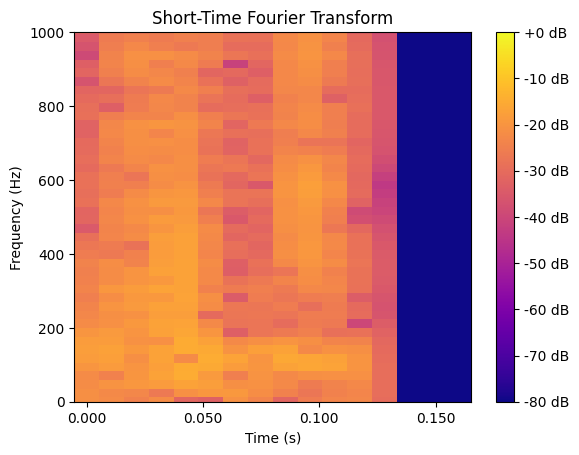 Short-Time Fourier Transform
Frequency (Hz)
1000
800
600
400
200
0
0.000
0.050
0.100
0.150
Time (s)
+0 dB
-10 dB
-20 dB
-30 dB
-40 dB
-50 dB
-60 dB
-70 dB
-80 dB